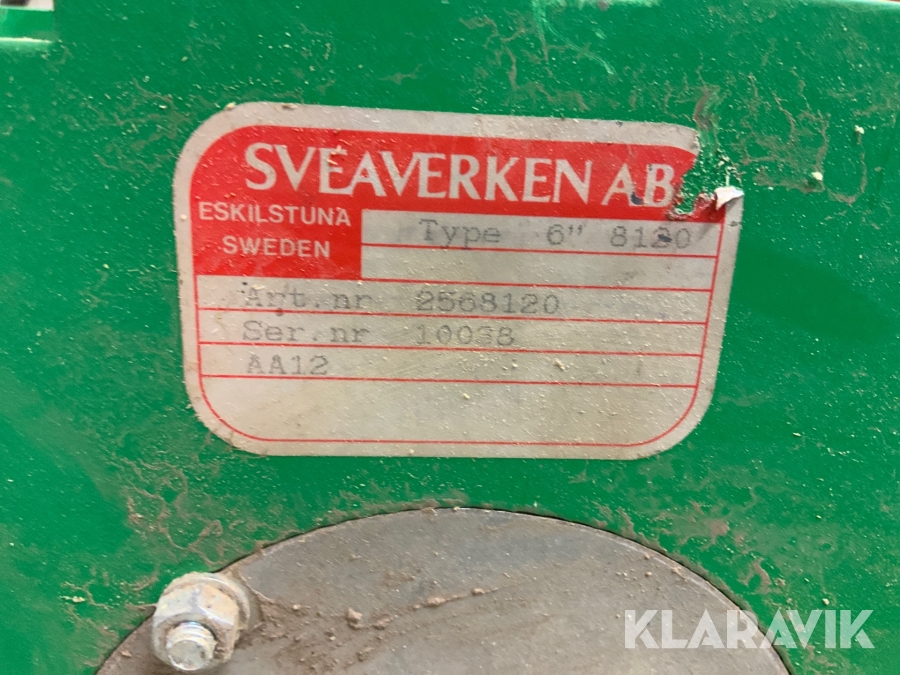 SVEAVERKEN AB
ESKILSTUNA
SWEDEN
Type 6" 8120
Art.nr 2568120
Ser.nr 10038
AA12
KLARAVIK